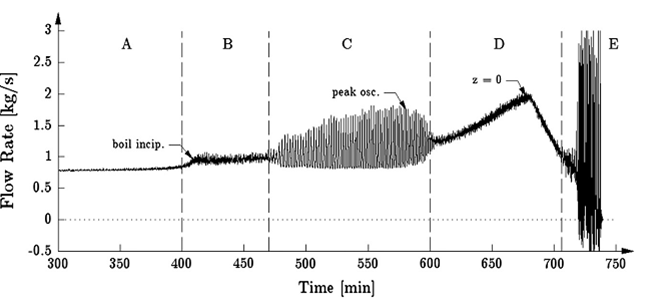 3
A
B
C
D
E
2.5
z = 0
2
peak osc.
1.5
boil incip.
1
0.5
0
-0.5
Flow Rate [kg/s]
300
350
400
450
500
550
600
650
700
750
Time [min]